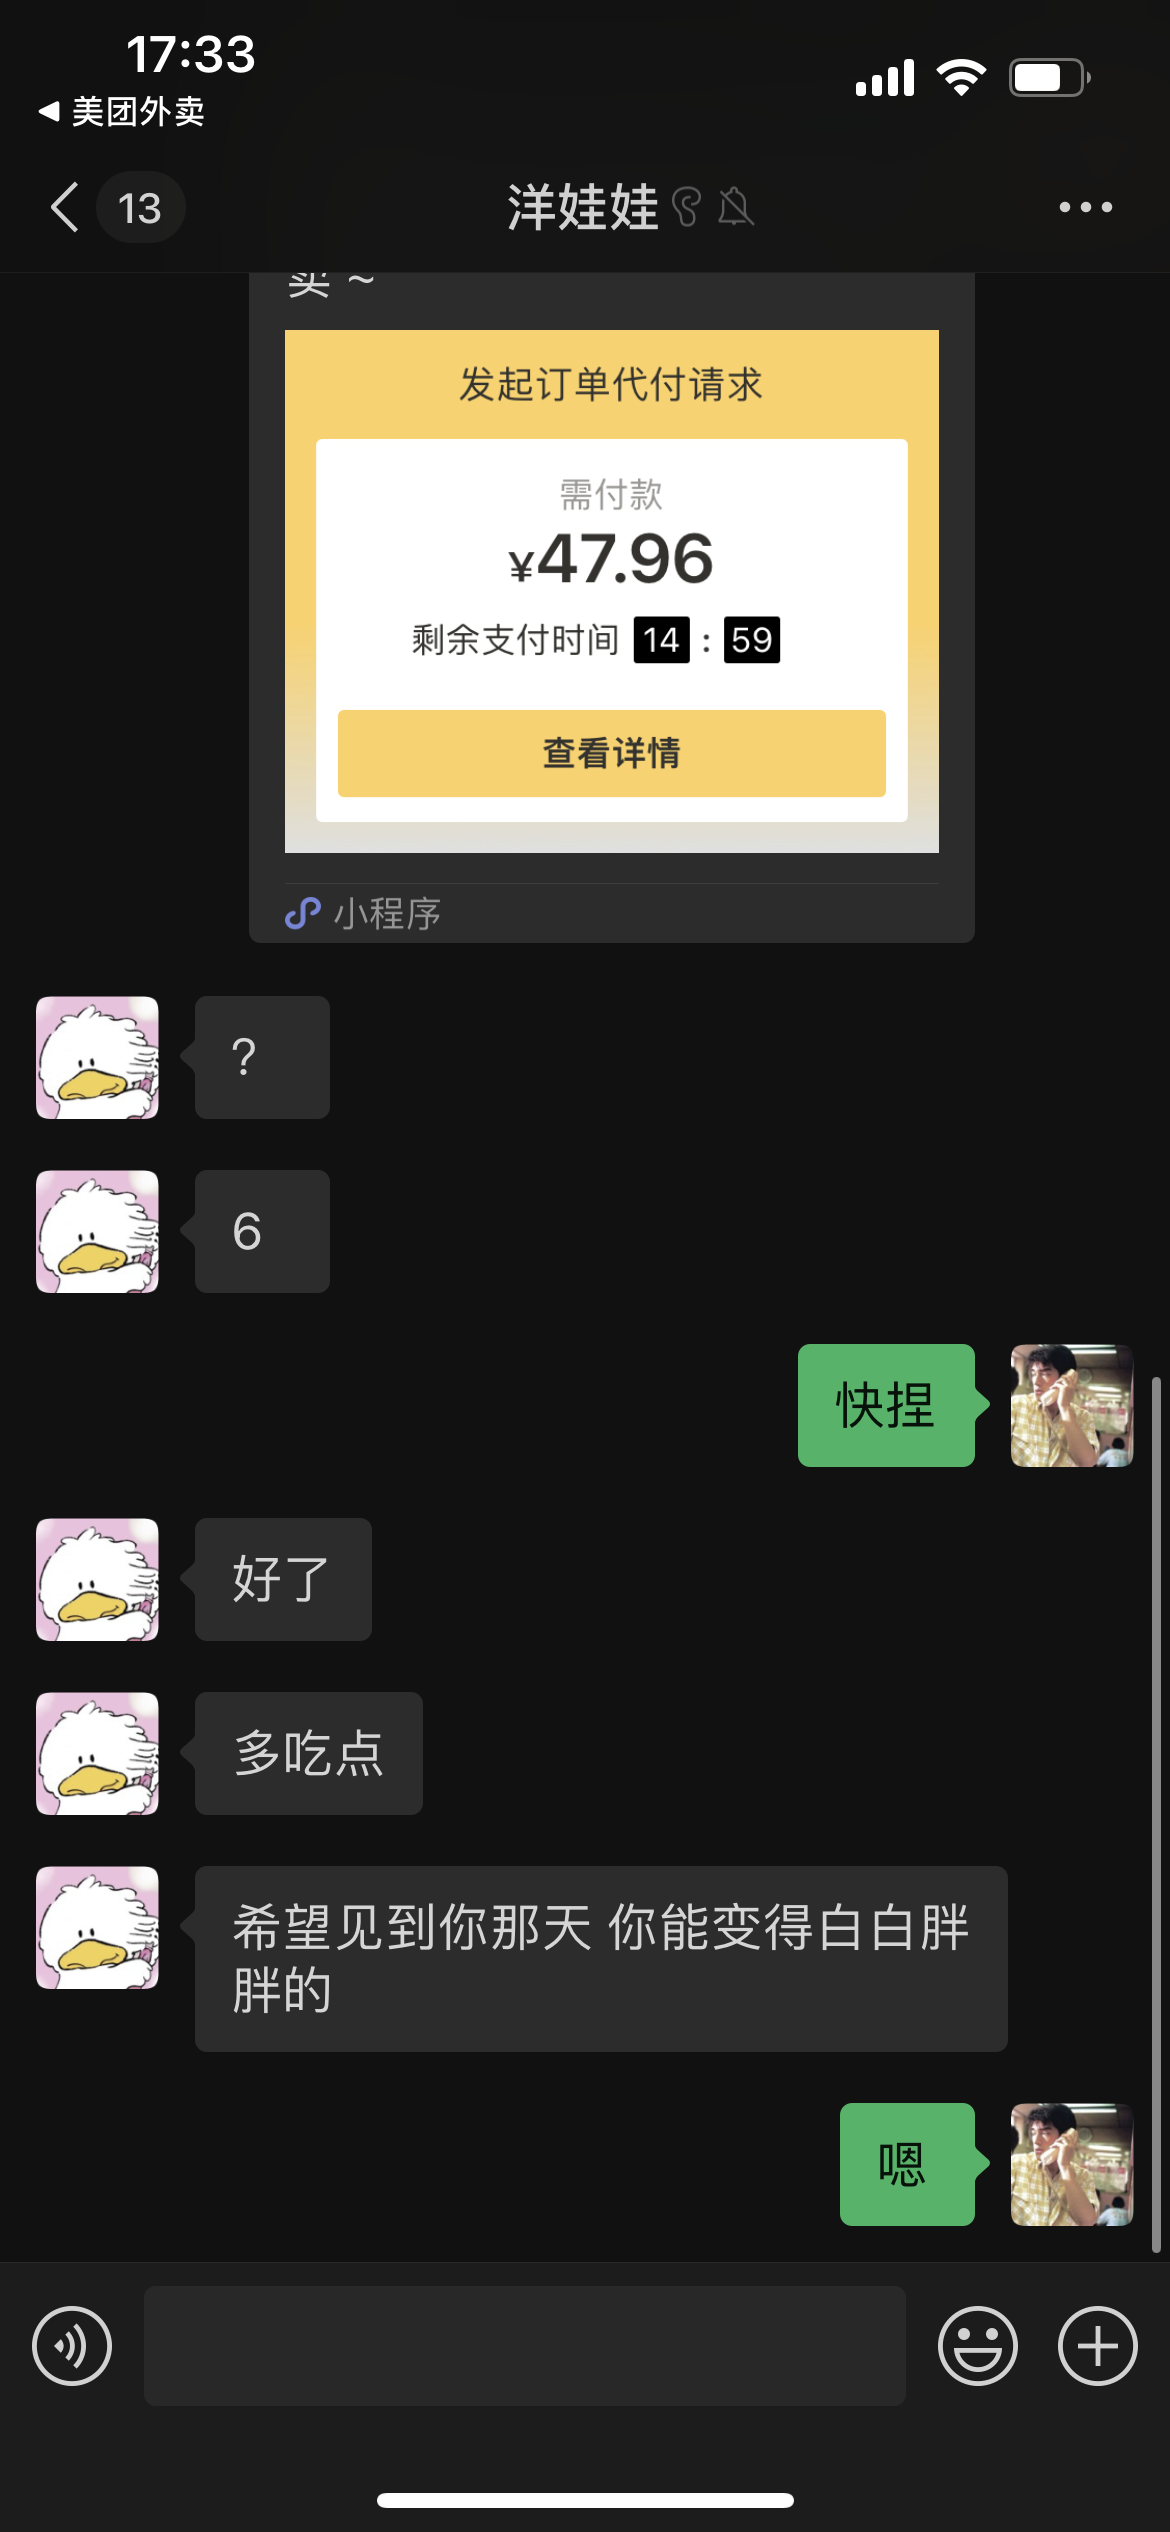 17:33
美团外卖
13
洋娃娃
卖 ~
发起订单代付请求
需付款
¥47.96
剩余支付时间 14 : 59
查看详情
小程序
?
6
快捏
好了
多吃点
希望见到你那天 你能变得白白胖
胖的
嗯